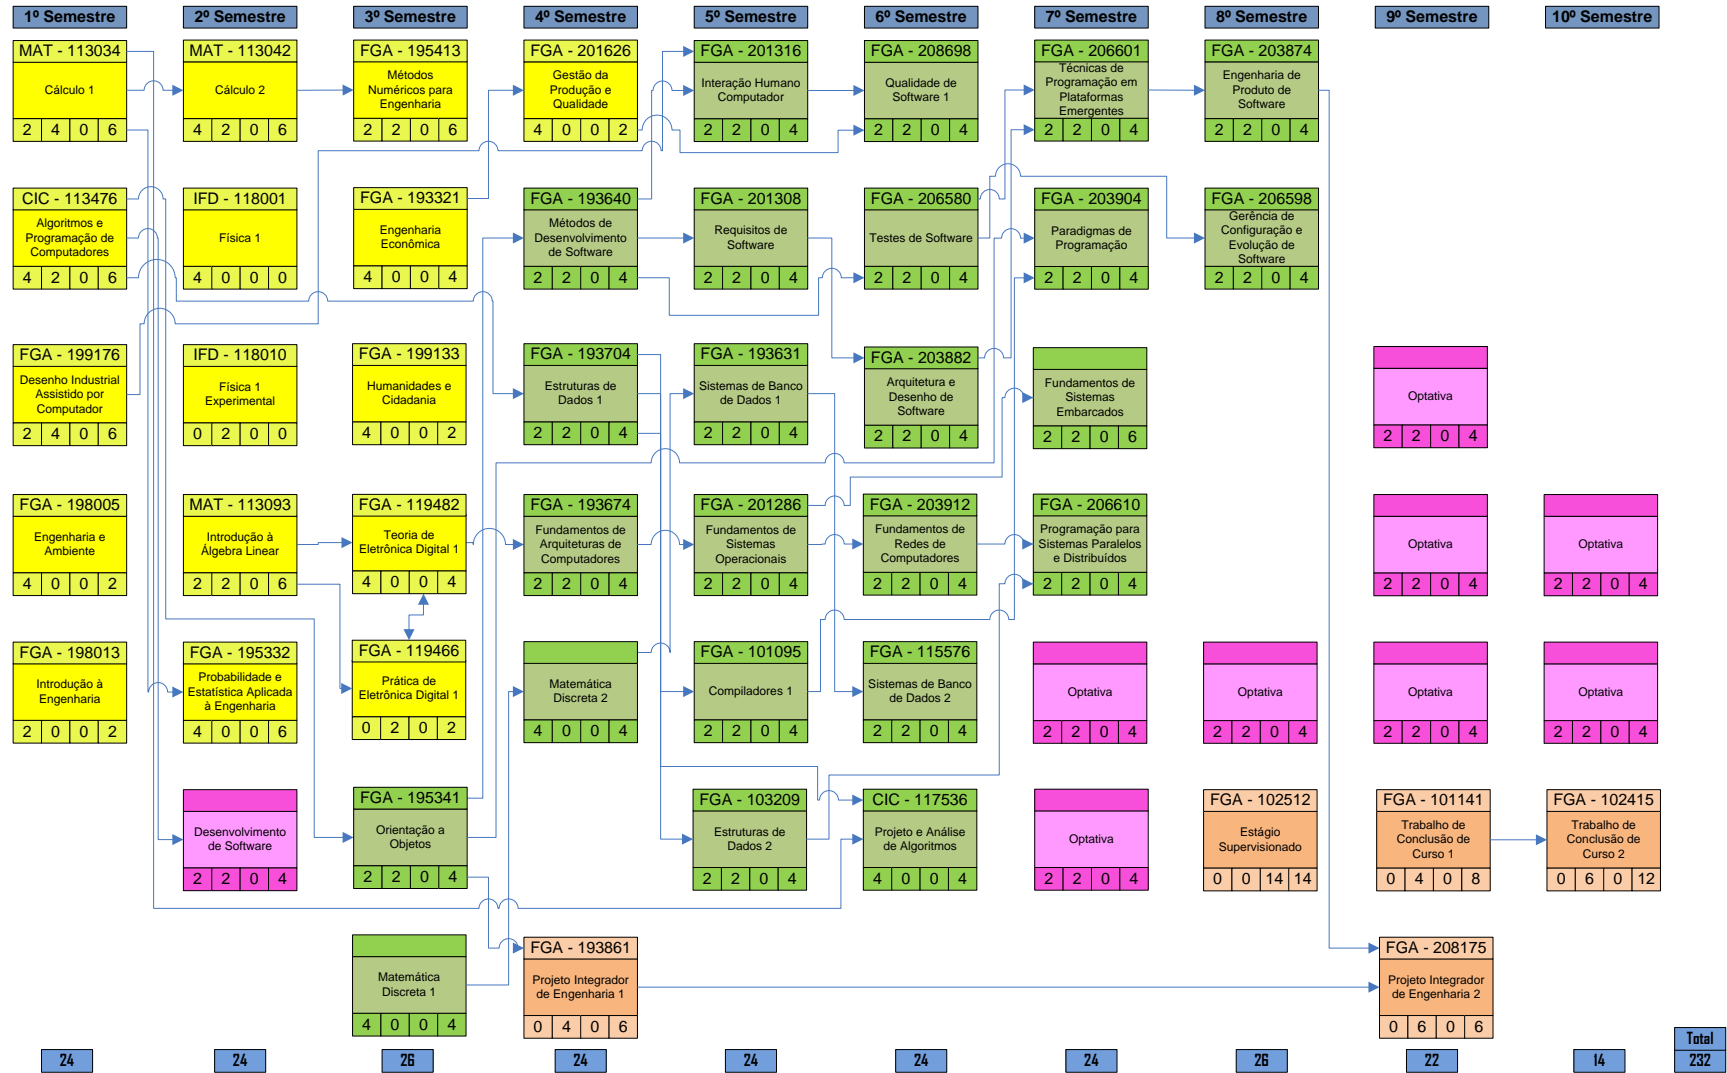 1º Semestre
2º Semestre
3º Semestre
4º Semestre
5º Semestre
6º Semestre
7º Semestre
8º Semestre
9º Semestre
10º Semestre
MAT - 113034
Cálculo 1
2 4 0 6
MAT - 113042
Cálculo 2
4 2 0 6
FGA - 195413
Métodos
Numéricos para
Engenharia
2 2 0 6
FGA - 201626
Gestão da
Produção e
Qualidade
4 0 0 2
FGA - 201316
Interação Humano
Computador
2 2 0 4
FGA - 208698
Qualidade de
Software 1
2 2 0 4
FGA - 206601
Técnicas de
Programação em
Plataformas
Emergentes
2 2 0 4
FGA - 203874
Engenharia de
Produto de
Software
2 2 0 4
CIC - 113476
Algoritmos e
Programação de
Computadores
4 2 0 6
IFD - 118001
Física 1
4 0 0 0
FGA - 193321
Engenharia
Econômica
4 0 0 4
FGA - 193640
Métodos de
Desenvolvimento
de Software
2 2 0 4
FGA - 201308
Requisitos de
Software
2 2 0 4
FGA - 206580
Testes de Software
2 2 0 4
FGA - 203904
Paradigmas de
Programação
2 2 0 4
FGA - 206598
Gerência de
Configuração e
Evolução de
Software
2 2 0 4
FGA - 199176
Desenho Industrial
Assistido por
Computador
2 4 0 6
IFD - 118010
Física 1
Experimental
0 2 0 0
FGA - 199133
Humanidades e
Cidadania
4 0 0 2
FGA - 193704
Estruturas de
Dados 1
2 2 0 4
FGA - 193631
Sistemas de Banco
de Dados 1
2 2 0 4
FGA - 203882
Arquitetura e
Desenho de
Software
2 2 0 4
Fundamentos de
Sistemas
Embarcados
2 2 0 6
Optativa
2 2 0 4
FGA - 198005
Engenharia e
Ambiente
4 0 0 2
MAT - 113093
Introdução à
Álgebra Linear
2 2 0 6
FGA - 119482
Teoria de
Eletrônica Digital 1
4 0 0 4
FGA - 193674
Fundamentos de
Arquiteturas de
Computadores
2 2 0 4
FGA - 201286
Fundamentos de
Sistemas
Operacionais
2 2 0 4
FGA - 203912
Fundamentos de
Redes de
Computadores
2 2 0 4
FGA - 206610
Programação para
Sistemas Paralelos
e Distribuídos
2 2 0 4
Optativa
2 2 0 4
Optativa
2 2 0 4
FGA - 198013
Introdução à
Engenharia
2 0 0 2
FGA - 195332
Probabilidade e
Estatística Aplicada
à Engenharia
4 0 0 6
FGA - 119466
Prática de
Eletrônica Digital 1
0 2 0 2
Matemática
Discreta 2
4 0 0 4
FGA - 101095
Compiladores 1
2 2 0 4
FGA - 115576
Sistemas de Banco
de Dados 2
2 2 0 4
Optativa
2 2 0 4
Optativa
2 2 0 4
Optativa
2 2 0 4
Optativa
2 2 0 4
Desenvolvimento
de Software
2 2 0 4
FGA - 195341
Orientação a
Objetos
2 2 0 4
FGA - 103209
Estruturas de
Dados 2
2 2 0 4
CIC - 117536
Projeto e Análise
de Algoritmos
4 0 0 4
Optativa
2 2 0 4
FGA - 102512
Estágio
Supervisionado
0 0 14 14
FGA - 101141
Trabalho de
Conclusão de
Curso 1
0 4 0 8
FGA - 102415
Trabalho de
Conclusão de
Curso 2
0 6 0 12
Matemática
Discreta 1
4 0 0 4
FGA - 193861
Projeto Integrador
de Engenharia 1
0 4 0 6
FGA - 208175
Projeto Integrador
de Engenharia 2
0 6 0 6
24
24
26
24
24
24
24
26
22
14
Total
232